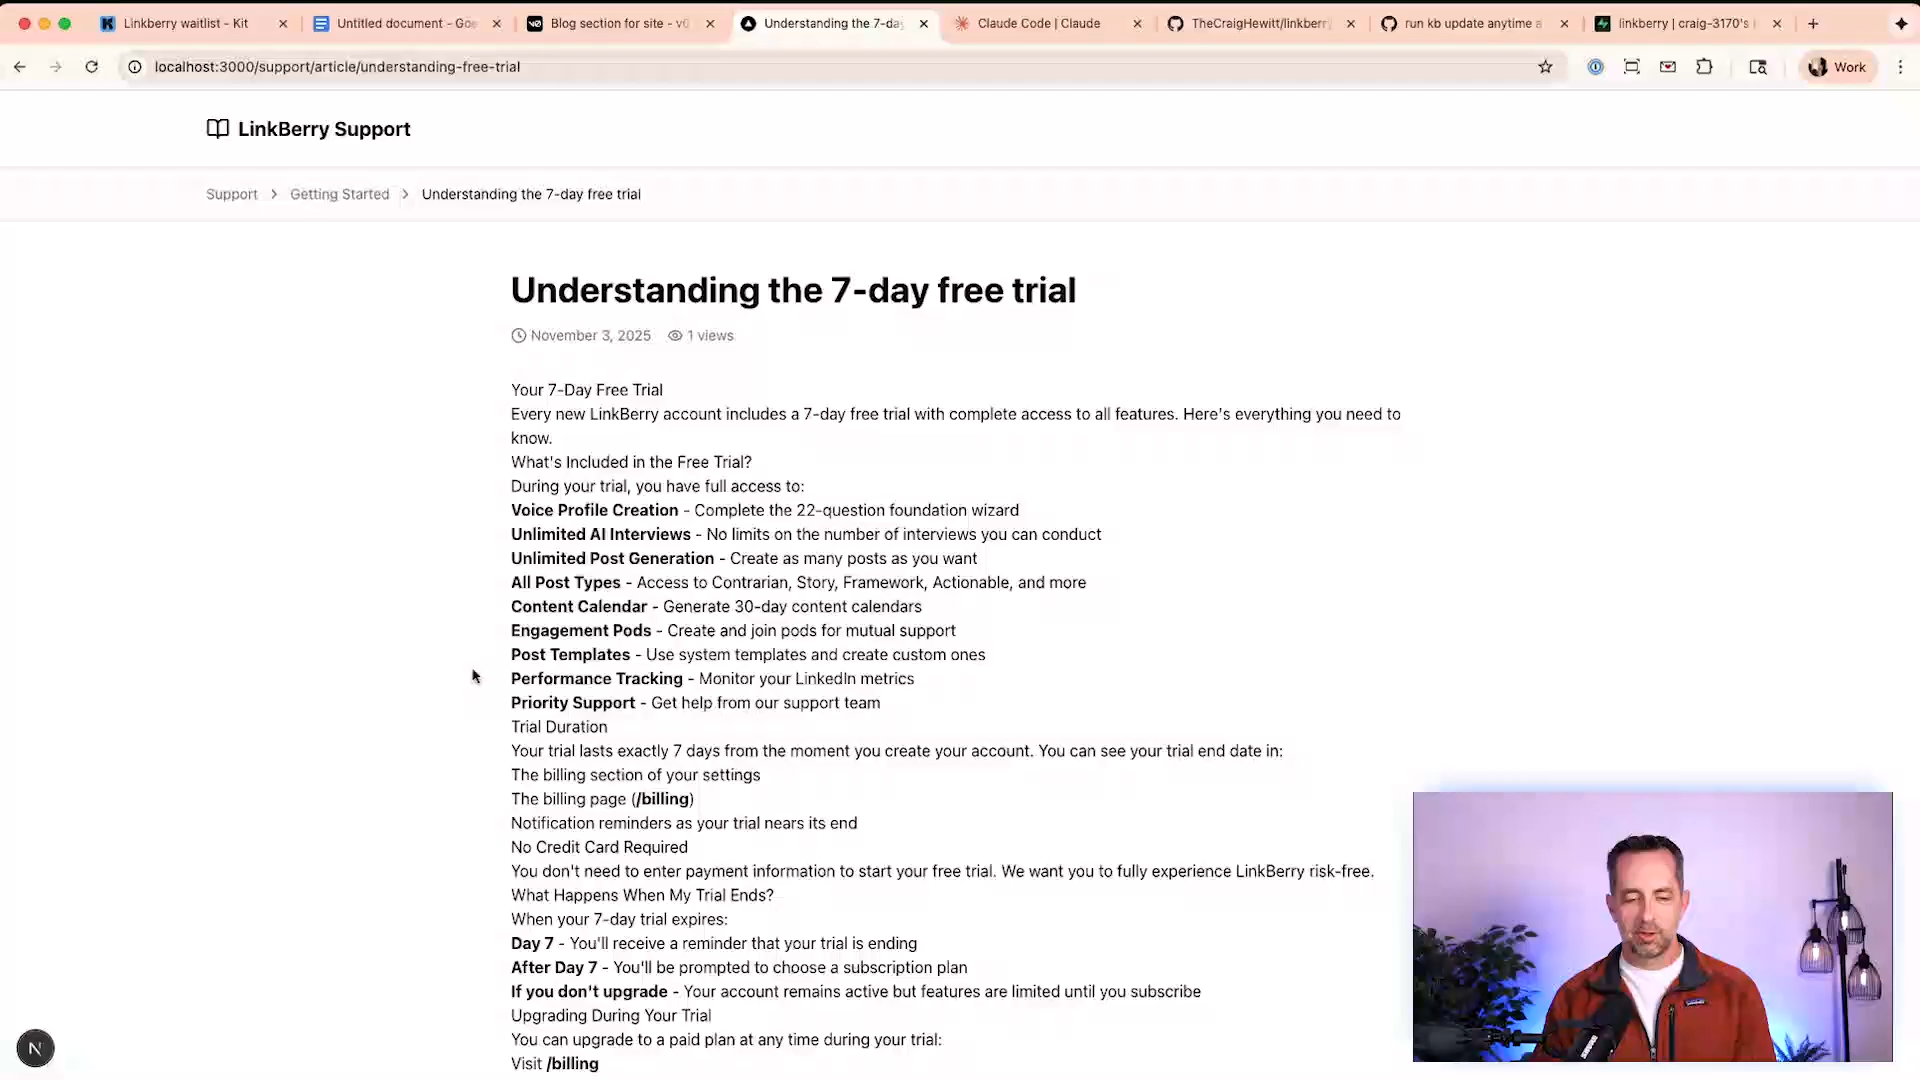 Linkberry waitlist - Kit
Untitled document - Goo
Blog section for site - v0
Understanding the 7-day
Claude Code | Claude
TheCraigHewitt/linkberry
run kb update anytime a
linkberry | craig-3170's
localhost:3000/support/article/understanding-free-trial
Work
LinkBerry Support
Support > Getting Started > Understanding the 7-day free trial
Understanding the 7-day free trial
November 3, 2025 1 views
Your 7-Day Free Trial
Every new LinkBerry account includes a 7-day free trial with complete access to all features. Here's everything you need to
know.
What's Included in the Free Trial?
During your trial, you have full access to:
Voice Profile Creation - Complete the 22-question foundation wizard
Unlimited AI Interviews - No limits on the number of interviews you can conduct
Unlimited Post Generation - Create as many posts as you want
All Post Types - Access to Contrarian, Story, Framework, Actionable, and more
Content Calendar - Generate 30-day content calendars
Engagement Pods - Create and join pods for mutual support
Post Templates - Use system templates and create custom ones
Performance Tracking - Monitor your LinkedIn metrics
Priority Support - Get help from our support team
Trial Duration
Your trial lasts exactly 7 days from the moment you create your account. You can see your trial end date in:
The billing section of your settings
The billing page (/billing)
Notification reminders as your trial nears its end
No Credit Card Required
You don't need to enter payment information to start your free trial. We want you to fully experience LinkBerry risk-free.
What Happens When My Trial Ends?
When your 7-day trial expires:
Day 7 - You'll receive a reminder that your trial is ending
After Day 7 - You'll be prompted to choose a subscription plan
If you don't upgrade - Your account remains active but features are limited until you subscribe
Upgrading During Your Trial
You can upgrade to a paid plan at any time during your trial:
Visit /billing
N